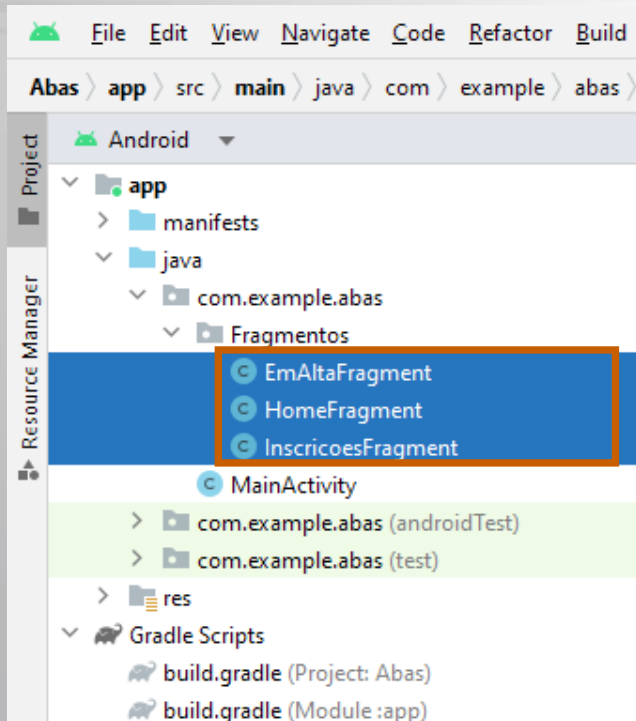 File Edit View Navigate Code Refactor Build
Abas 〉 app 〉 src 〉 main 〉 java 〉 com 〉 example 〉 abas 〉
Project
Resource Manager
Android
app
manifests
java
com.example.abas
Fragmentos
C EmAltaFragment
C HomeFragment
C InscricoesFragment
C MainActivity
com.example.abas (androidTest)
com.example.abas (test)
res
Gradle Scripts
build.gradle (Project: Abas)
build.gradle (Module :app)